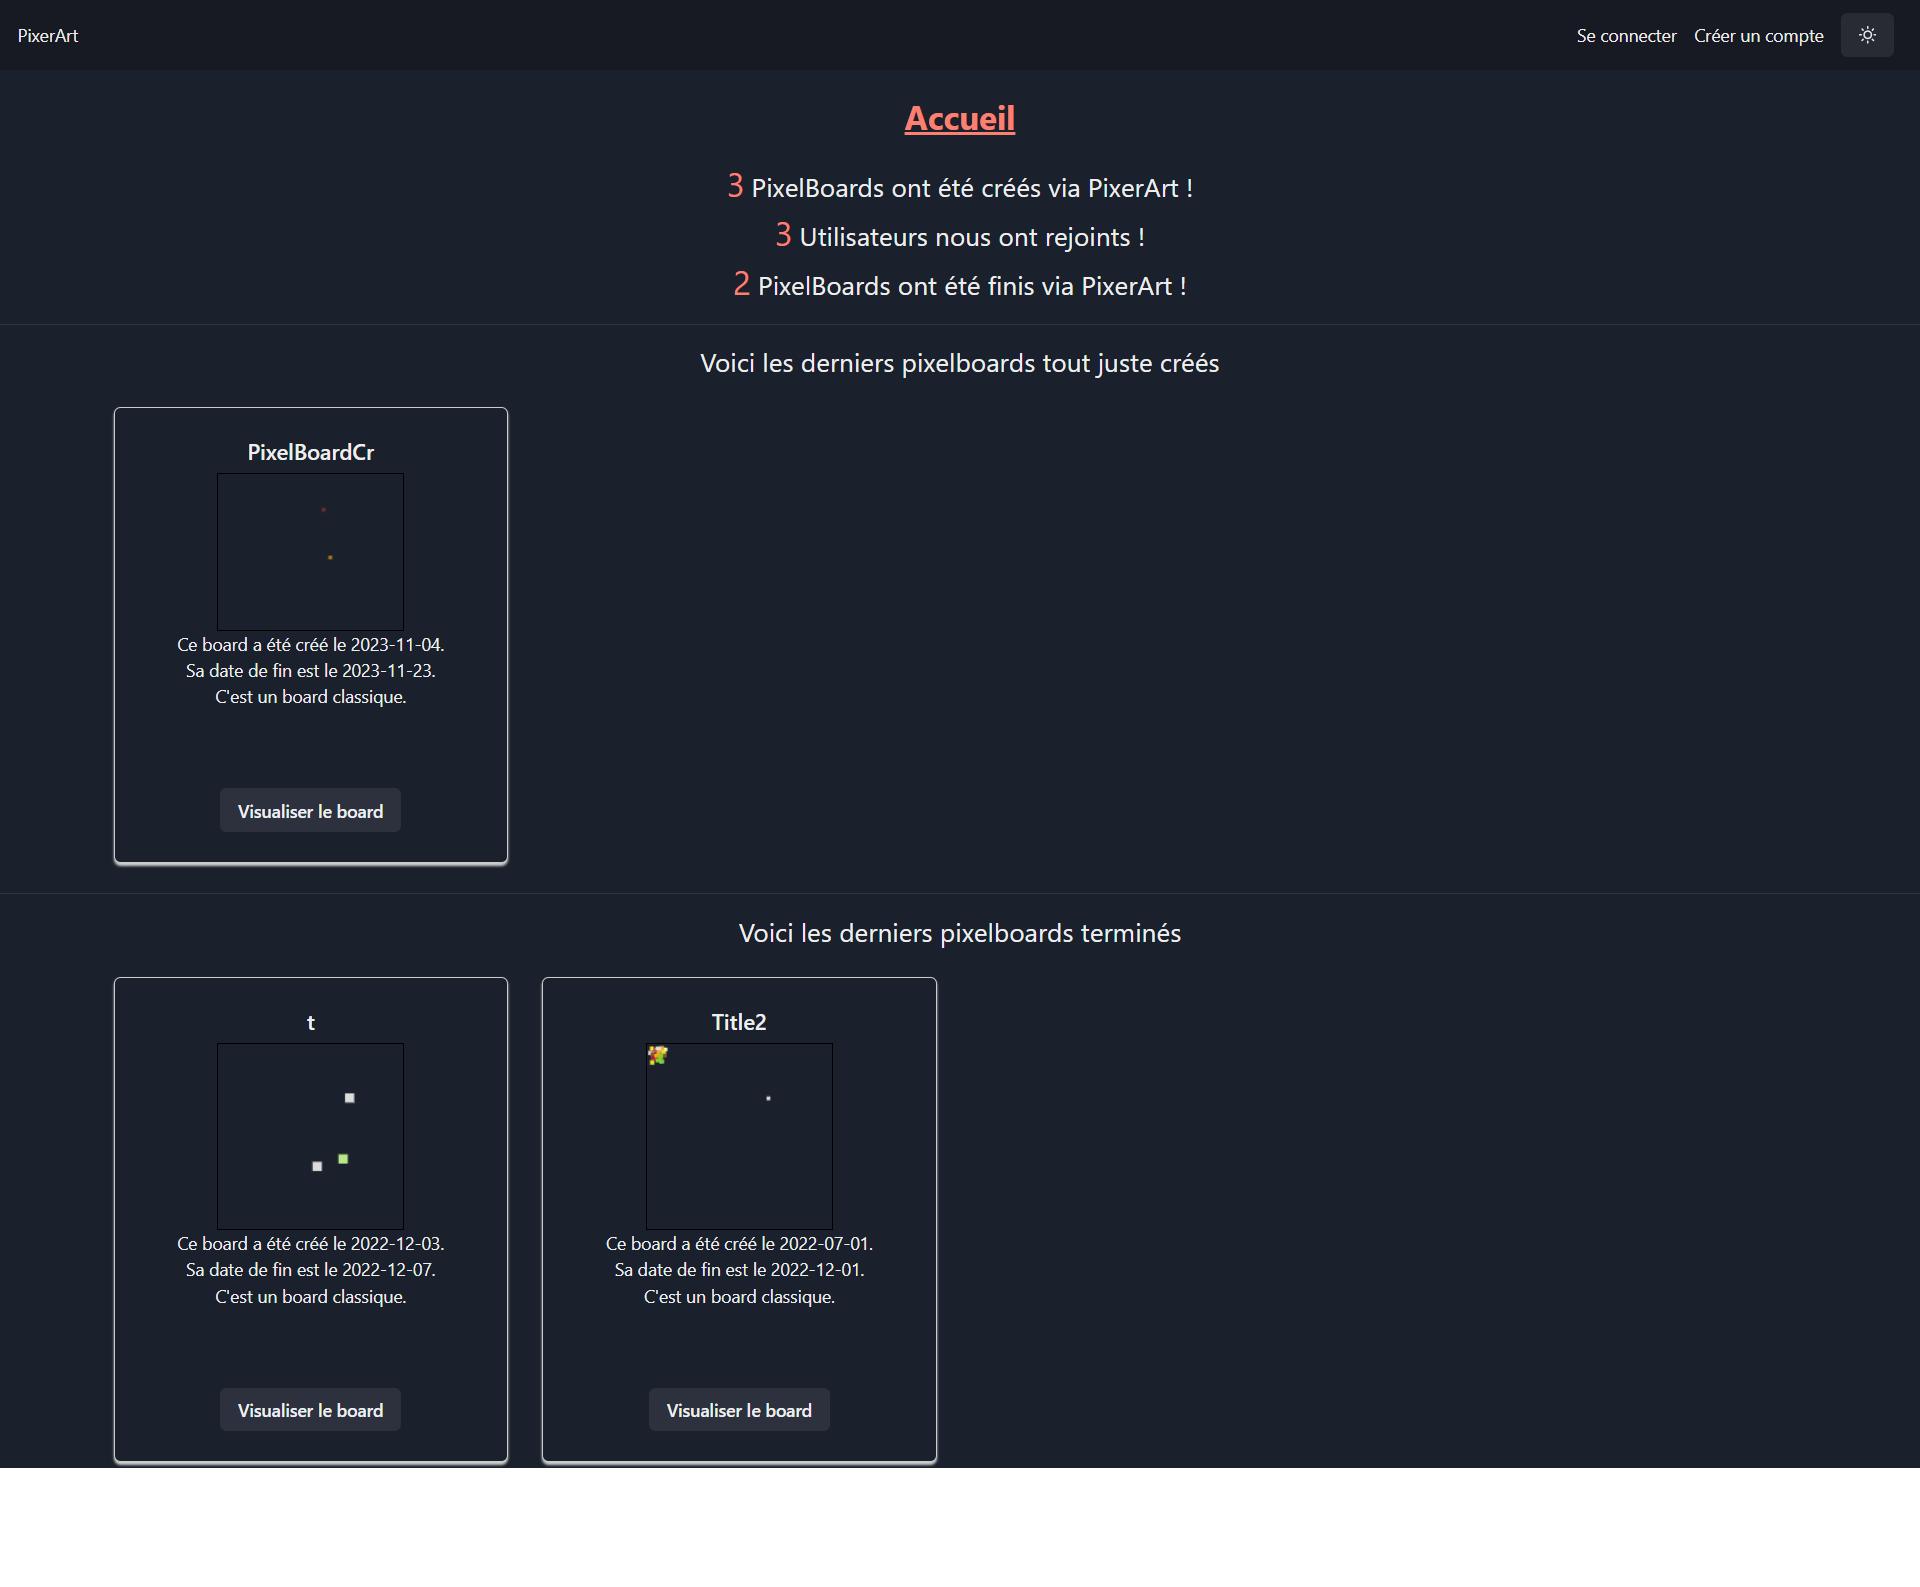 PixerArt
Se connecter
Créer un compte
Accueil
3 PixelBoards ont été créés via PixerArt !
3 Utilisateurs nous ont rejoints !
2 PixelBoards ont été finis via PixerArt !
Voici les derniers pixelboards tout juste créés
PixelBoardCr
Ce board a été créé le 2023-11-04.
Sa date de fin est le 2023-11-23.
C'est un board classique.
Visualiser le board
Voici les derniers pixelboards terminés
t
Ce board a été créé le 2022-12-03.
Sa date de fin est le 2022-12-07.
C'est un board classique.
Visualiser le board
Title2
Ce board a été créé le 2022-07-01.
Sa date de fin est le 2022-12-01.
C'est un board classique.
Visualiser le board